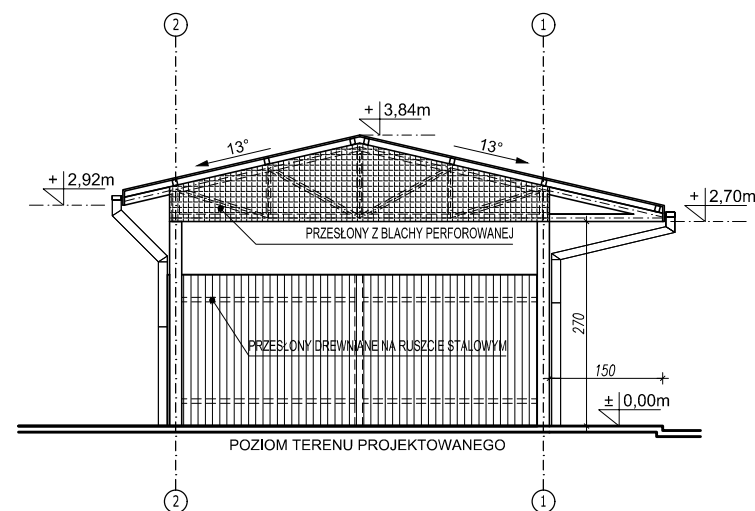 2
1
+ 3,84m
13°
13°
+ 2,92m
+ 2,70m
PRZESŁONY Z BLACHY PERFOROWANEJ
270
PRZESŁONY DREWNIANE NA RUSZCIE STALOWYM
150
± 0,00m
POZIOM TERENU PROJEKTOWANEGO
2
1